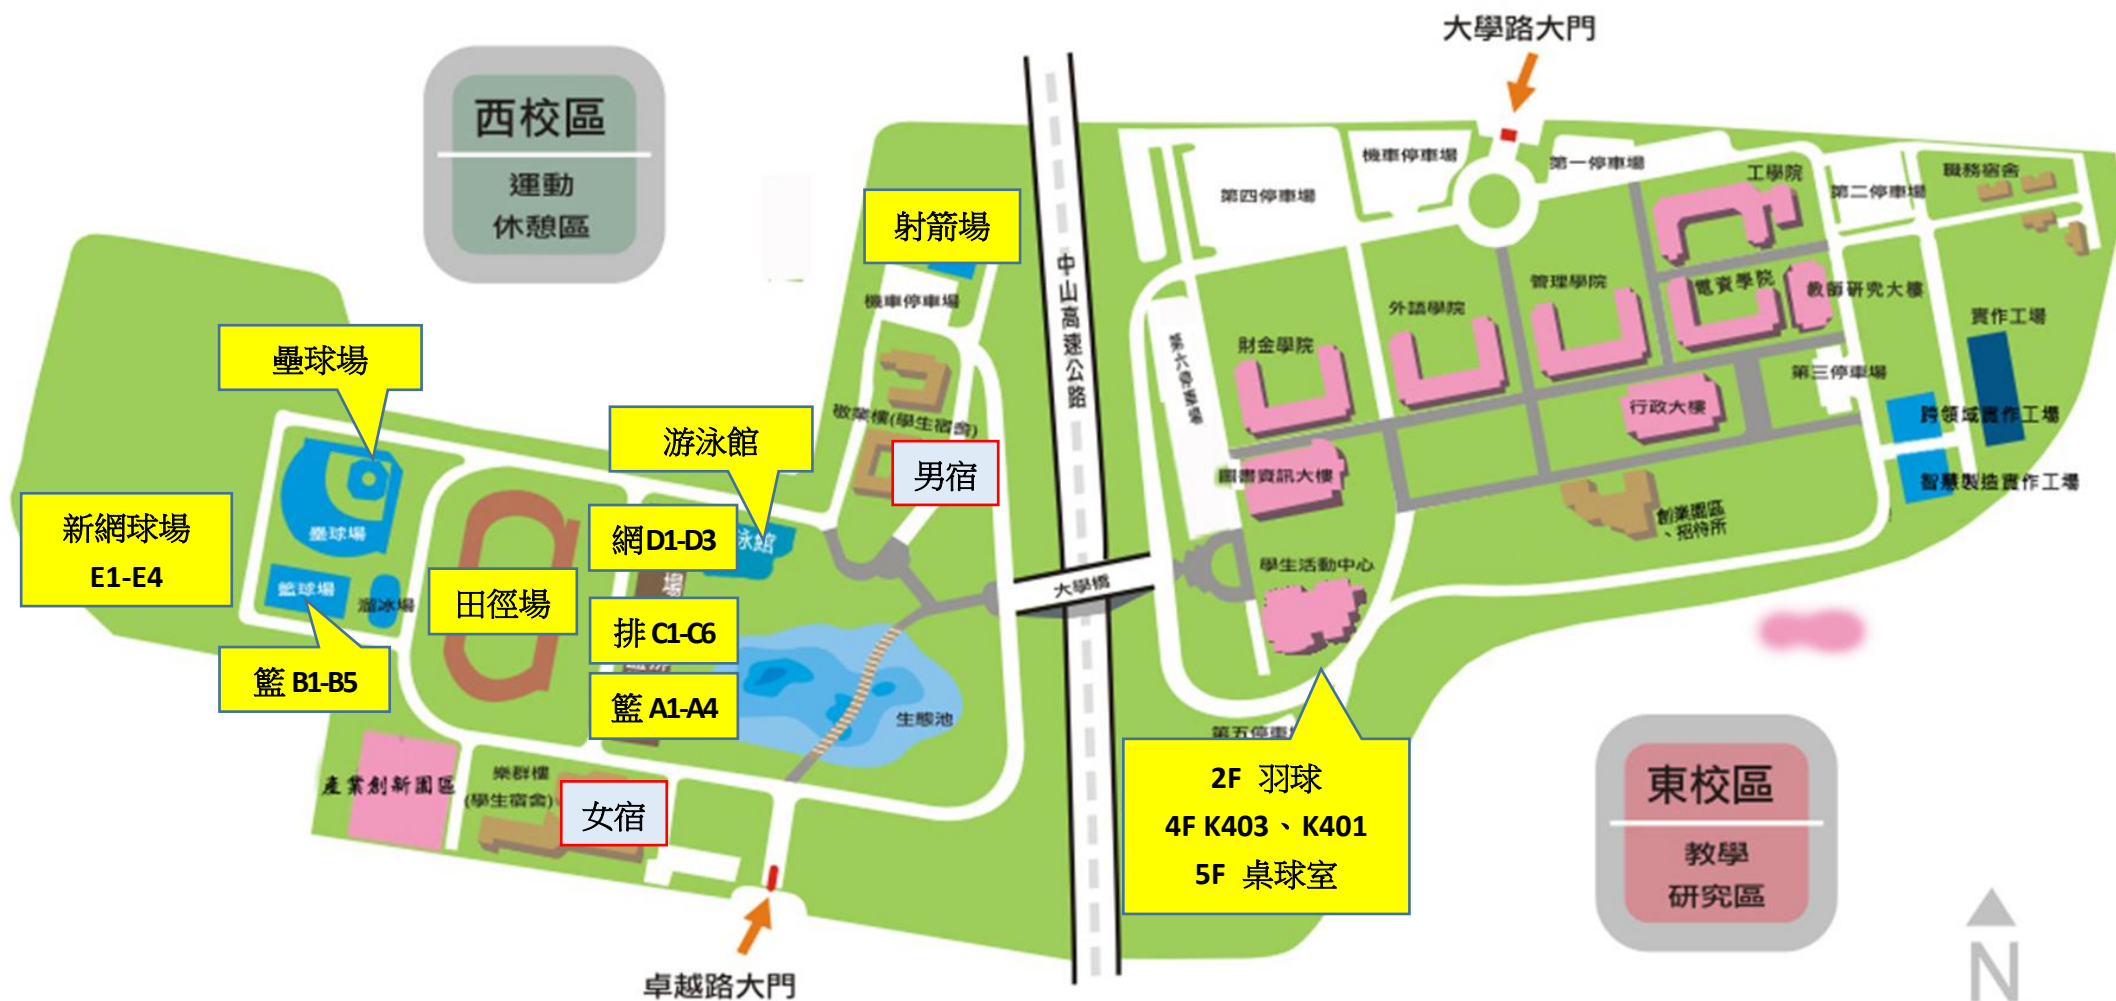 大學路大門
西校區
運動
休憩區
機車停車場
第一停車場
工學院
第四停車場
第二停車場
職務宿舍
射箭場
中山高速公路
機車停車場
管理學院
電資學院
教師研究大樓
外語學院
實作工場
財金學院
第六停車場
壘球場
第三停車場
敬業樓(學生宿舍)
行政大樓
跨領域實作工場
游泳館
男宿
圖書資訊大樓
智慧製造實作工場
新網球場
E1-E4
壘球場
網D1-D3
泳館
創業園區
、招待所
籃球場
溜冰場
田徑場
場
大學橋
學生活動中心
排 C1-C6
籃 B1-B5
籃 A1-A4
生態池
第五停車場
產業創新園區
樂群樓
(學生宿舍)
女宿
2F 羽球
4F K403、K401
5F 桌球室
東校區
教學
研究區
卓越路大門
N